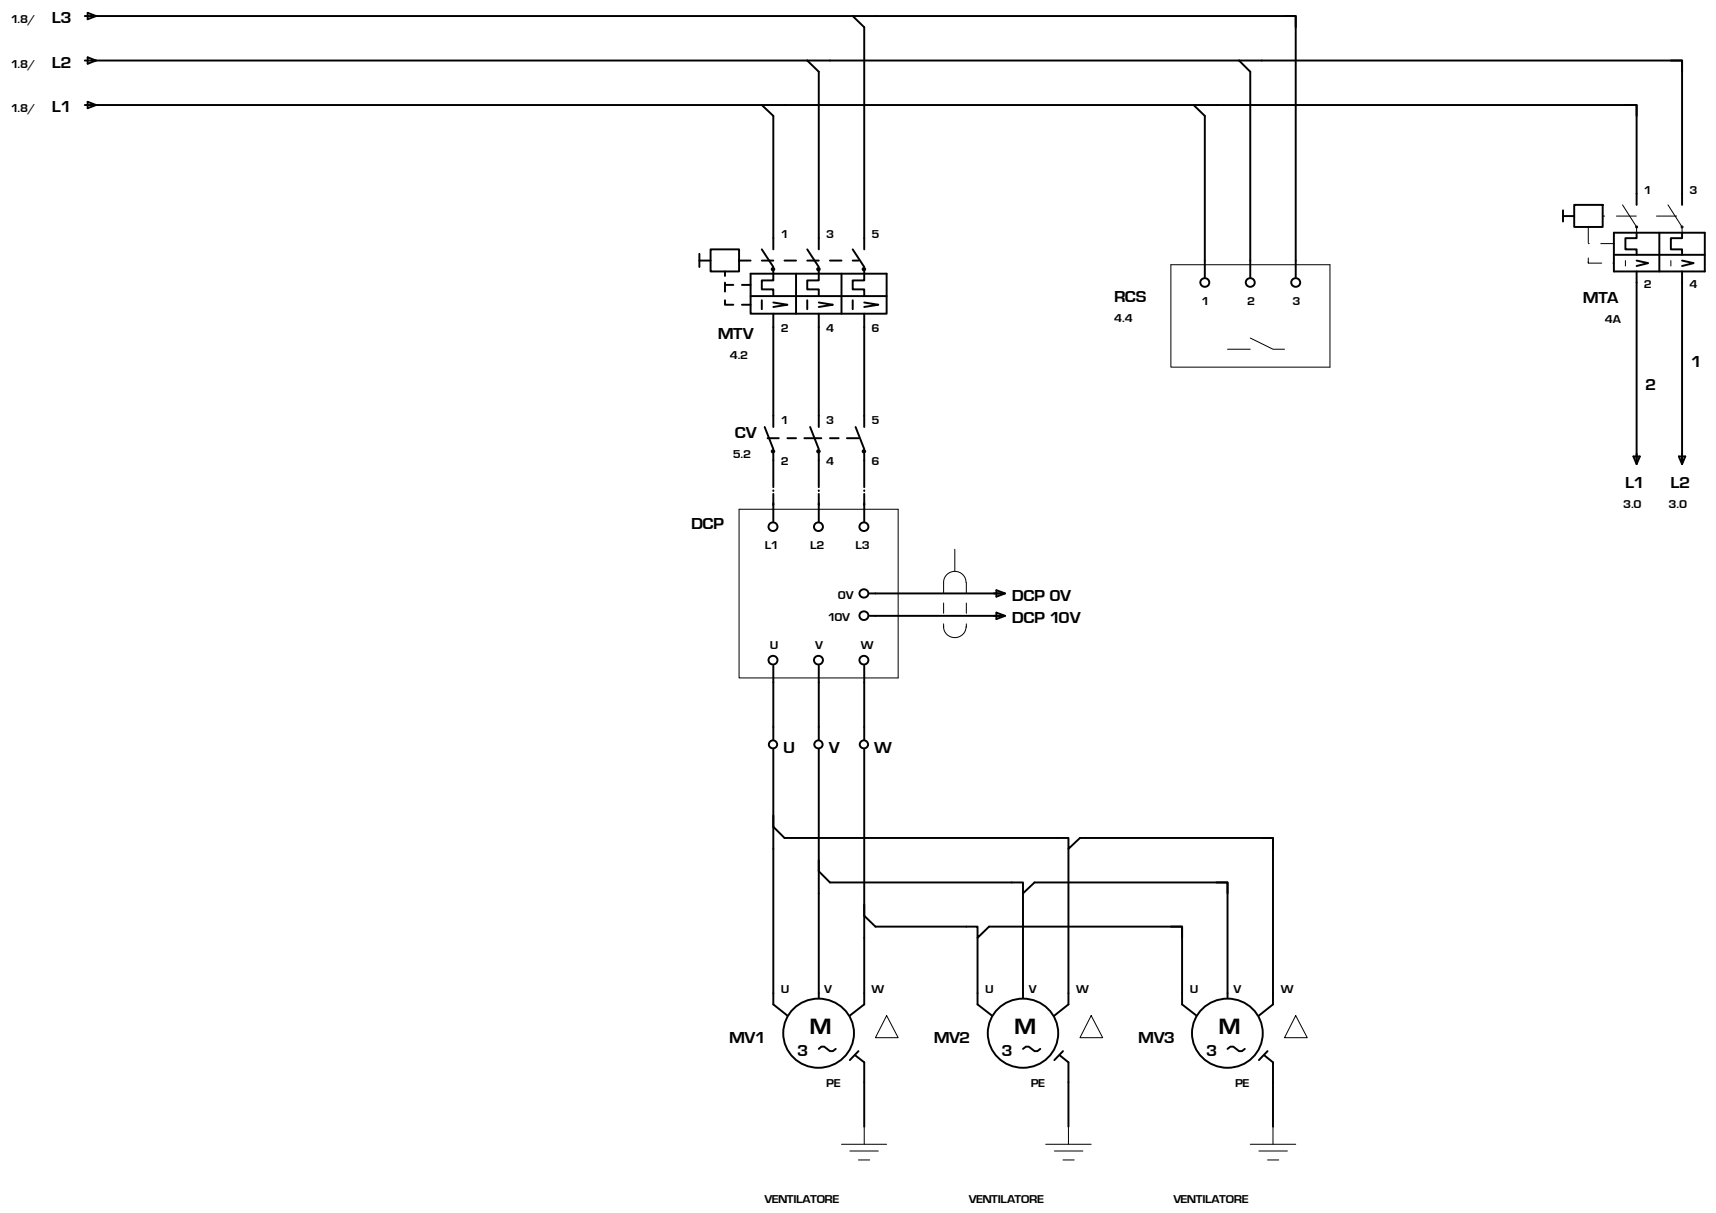 1.8/ L3
1.8/ L2
1.8/ L1
1 3
1 3 5
RCS
4.4
1 2 3
2 4
MTA
4A
2 4 6
MTV
4.2
1
2
1 3 5
CV
5.2
2 4 6
L1 L2
3.0 3.0
DCP
L1 L2 L3
0V DCP 0V
10V DCP 10V
U V W
U V W
U V W U V W U V W
MV1 M 3 MV2 M 3 MV3 M 3
PE PE PE
VENTILATORE VENTILATORE VENTILATORE